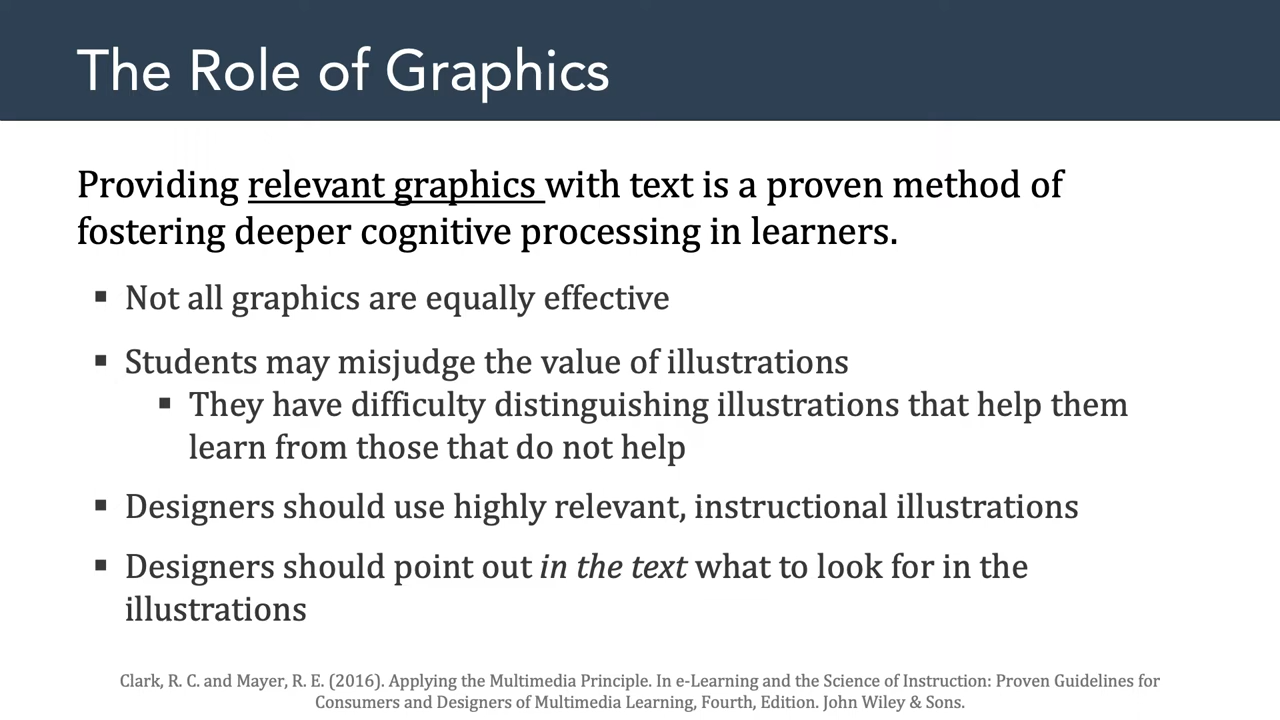 The Role of Graphics
Providing relevant graphics with text is a proven method of
fostering deeper cognitive processing in learners.
▪ Not all graphics are equally effective
▪ Students may misjudge the value of illustrations
▪ They have difficulty distinguishing illustrations that help them
learn from those that do not help
▪ Designers should use highly relevant, instructional illustrations
▪ Designers should point out in the text what to look for in the
illustrations
Clark, R. C. and Mayer, R. E. (2016). Applying the Multimedia Principle. In e-Learning and the Science of Instruction: Proven Guidelines for
Consumers and Designers of Multimedia Learning, Fourth, Edition. John Wiley & Sons.